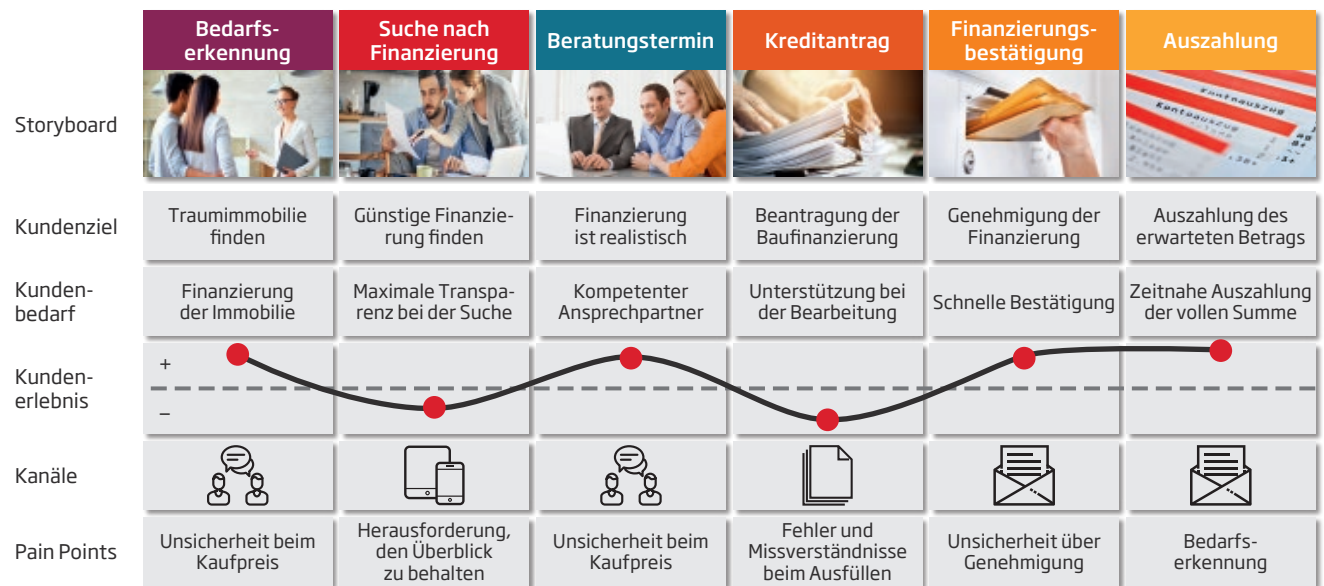 Bedarfs-
erkennung
Suche nach
Finanzierung
Beratungstermin
Kreditantrag
Finanzierungs-
bestätigung
Auszahlung
Storyboard
Kontoauszug
Kontoauszug
Kundenziel
Traumimmobilie
finden
Günstige Finanzie-
rung finden
Finanzierung
ist realistisch
Beantragung der
Baufinanzierung
Genehmigung der
Finanzierung
Auszahlung des
erwarteten Betrags
Kunden-
bedarf
Finanzierung
der Immobilie
Maximale Transpa-
renz bei der Suche
Kompetenter
Ansprechpartner
Unterstützung bei
der Bearbeitung
Schnelle Bestätigung
Zeitnahe Auszahlung
der vollen Summe
Kunden-
erlebnis
+
–
Kanäle
Pain Points
Unsicherheit beim
Kaufpreis
Herausforderung,
den Überblick
zu behalten
Unsicherheit beim
Kaufpreis
Fehler und
Missverständnisse
beim Ausfüllen
Unsicherheit über
Genehmigung
Bedarfs-
erkennung